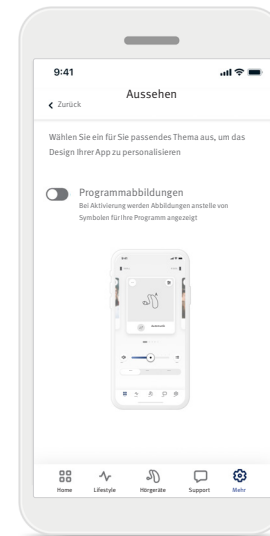 9:41
Aussehen
Zurück
Wählen Sie ein für Sie passendes Thema aus, um das
Design Ihrer App zu personalisieren
Programmabbildungen
Bei Aktivierung werden Abbildungen anstelle von
Symbolen für Ihre Programm angezeigt
Home Lifestyle Hörgeräte Support Mehr